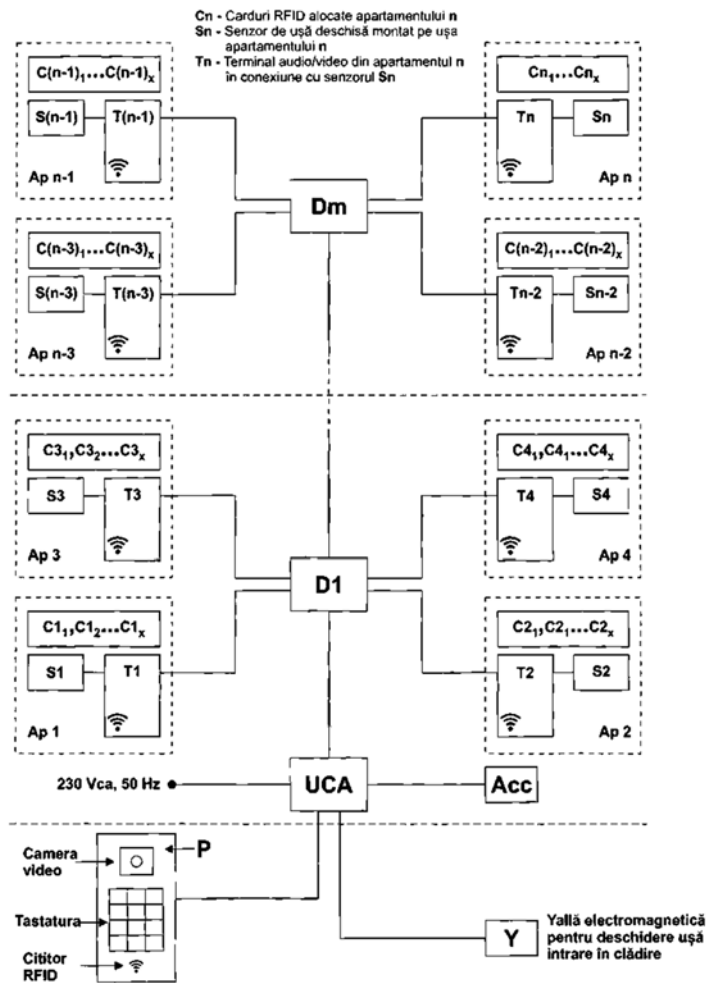 Cn - Carduri RFID alocate apartamentului n
Sn - Senzor de ușă deschisă montat pe ușa
apartamentului n
Tn - Terminal audio/video din apartamentul n
în conexiune cu senzorul Sn
C(n-1)₁...C(n-1)ₓ
S(n-1)
T(n-1)
Ap n-1
Cn₁...Cnₓ
Tn
Sn
Ap n
Dm
C(n-3)₁...C(n-3)ₓ
S(n-3)
T(n-3)
Ap n-3
C(n-2)₁...C(n-2)ₓ
Tn-2
Sn-2
Ap n-2
C3₁,C3₂...C3ₓ
S3
T3
Ap 3
C4₁,C4₁...C4ₓ
T4
S4
Ap 4
D1
C1₁,C1₂...C1ₓ
S1
T1
Ap 1
C2₁,C2₁...C2ₓ
T2
S2
Ap 2
230 Vca, 50 Hz
UCA
Acc
P
Camera
video
Tastatura
Cititor
RFID
Y
Yallă electromagnetică
pentru deschidere ușă
intrare în clădire